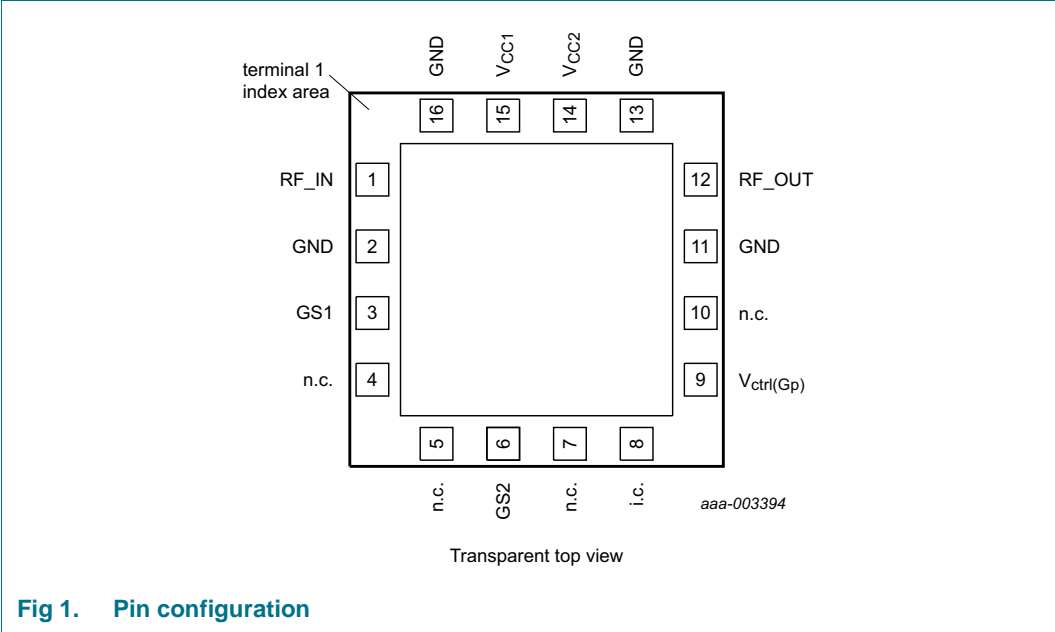 GND VCC1 VCC2 GND
terminal 1
index area
16 15 14 13
RF_IN 1 12 RF_OUT
GND 2 11 GND
GS1 3 10 n.c.
n.c. 4 9 Vctrl(Gp)
5 6 7 8
n.c. GS2 n.c. i.c.
aaa-003394
Transparent top view
Fig 1. Pin configuration